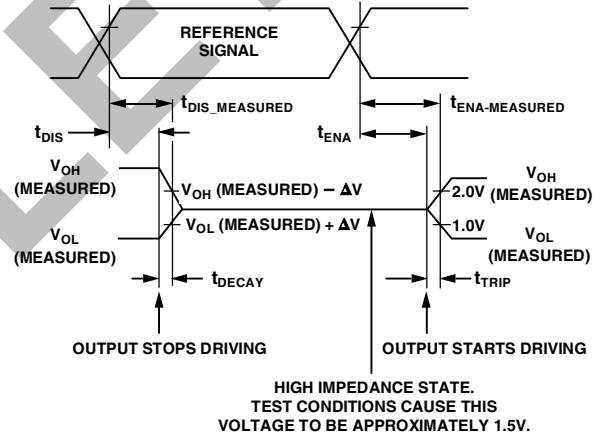 REFERENCE
SIGNAL
tDIS_MEASURED
tENA-MEASURED
tDIS
tENA
VOH
(MEASURED)
VOH (MEASURED) − ΔV
2.0V
VOH
(MEASURED)
VOL
(MEASURED)
VOL (MEASURED) + ΔV
1.0V
VOL
(MEASURED)
tDECAY
tTRIP
OUTPUT STOPS DRIVING
OUTPUT STARTS DRIVING
HIGH IMPEDANCE STATE.
TEST CONDITIONS CAUSE THIS
VOLTAGE TO BE APPROXIMATELY 1.5V.